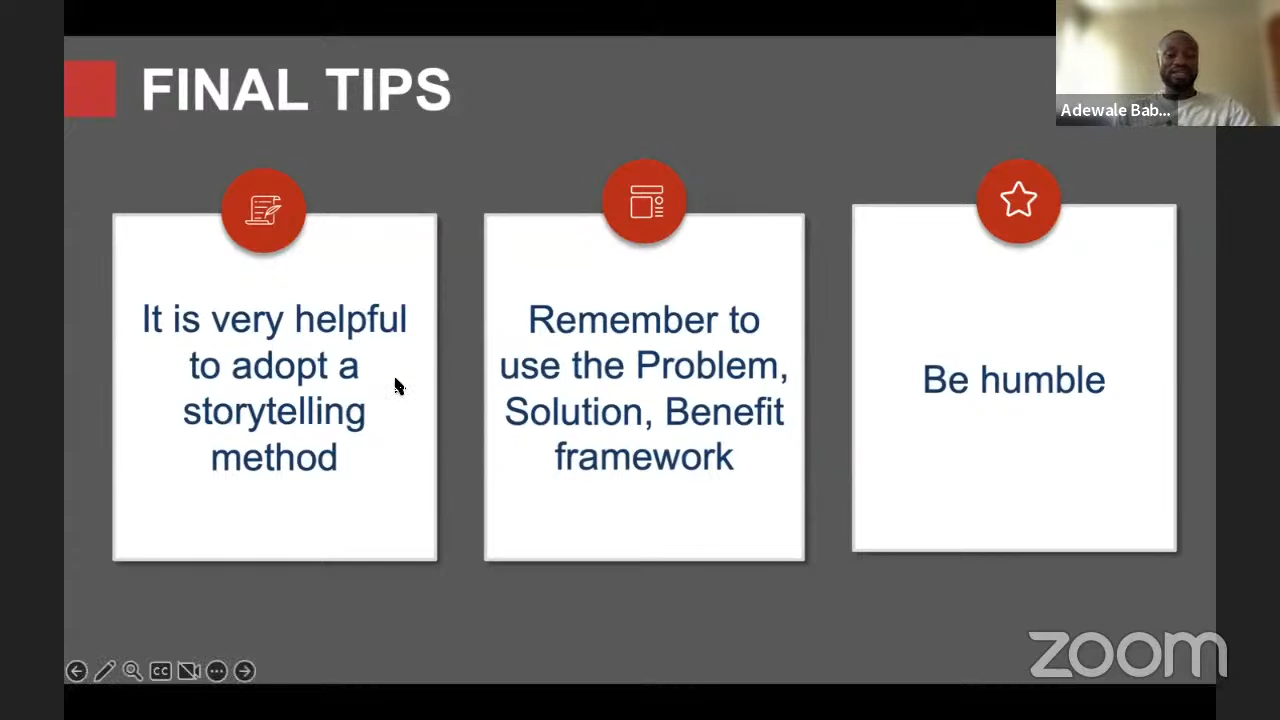 FINAL TIPS
Adewale Bab...
It is very helpful
to adopt a
storytelling
method
Remember to
use the Problem,
Solution, Benefit
framework
Be humble
CC
zoom